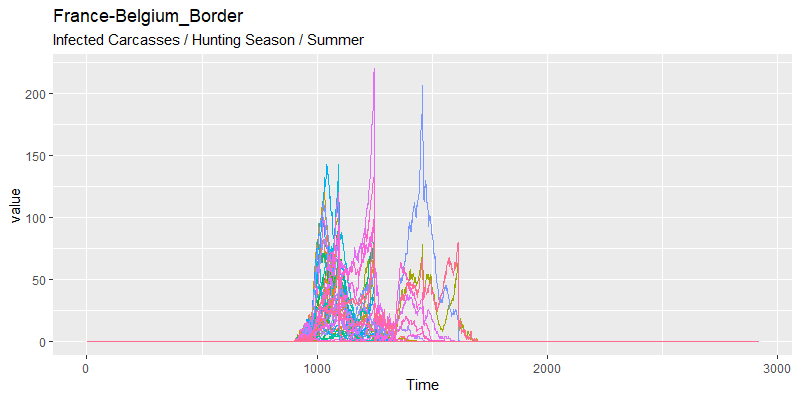 France-Belgium_Border
Infected Carcasses / Hunting Season / Summer
value
200
150
100
50
0
0 1000 2000 3000
Time